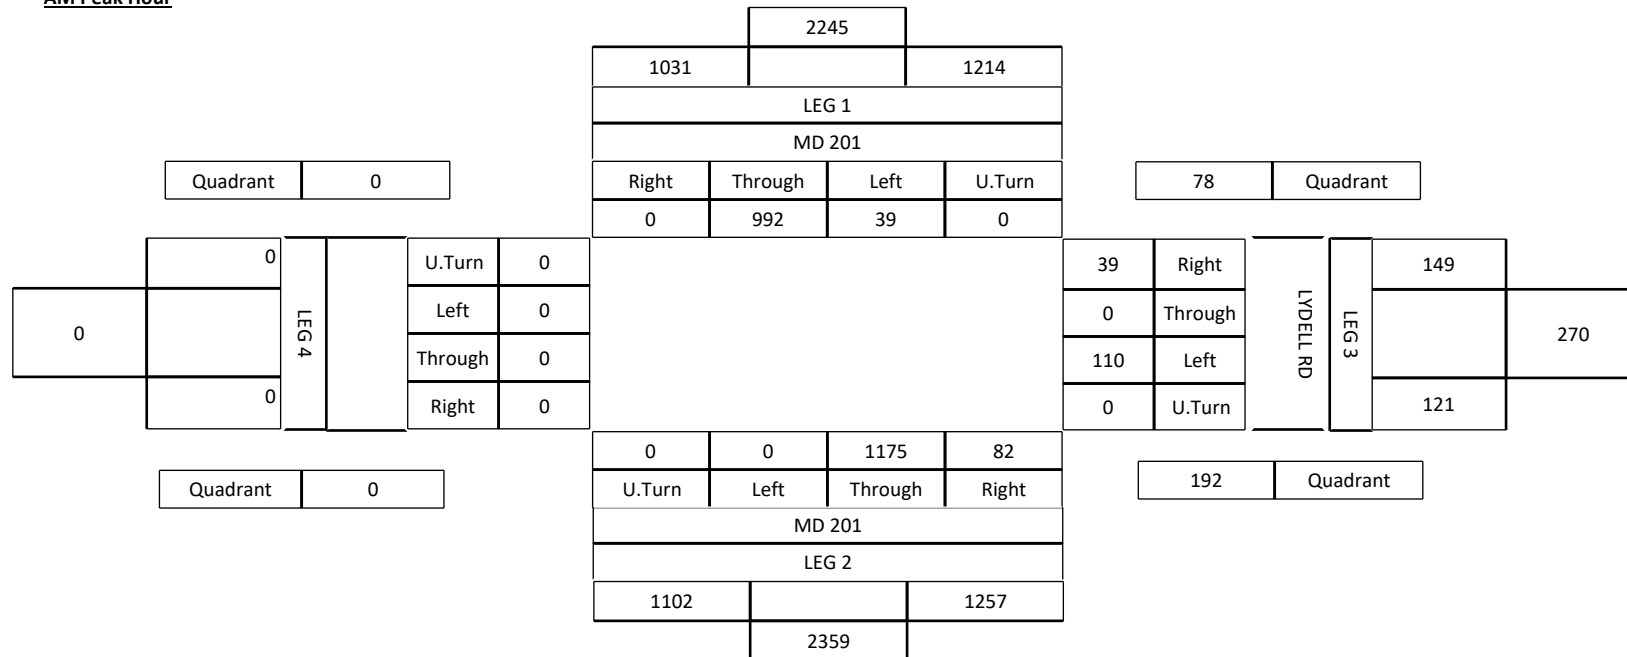 AM Peak Hour
2245
1031 1214
LEG 1
MD 201
Quadrant 0
Right Through Left U.Turn
78 Quadrant
0 992 39 0
0
LEG 4
U.Turn 0
39 Right
LYDELL RD
LEG 3
149
0
Left 0
0 Through
270
Through 0
110 Left
0
Right 0
0 U.Turn
121
0 0 1175 82
Quadrant 0
U.Turn Left Through Right
192 Quadrant
MD 201
LEG 2
1102 1257
2359